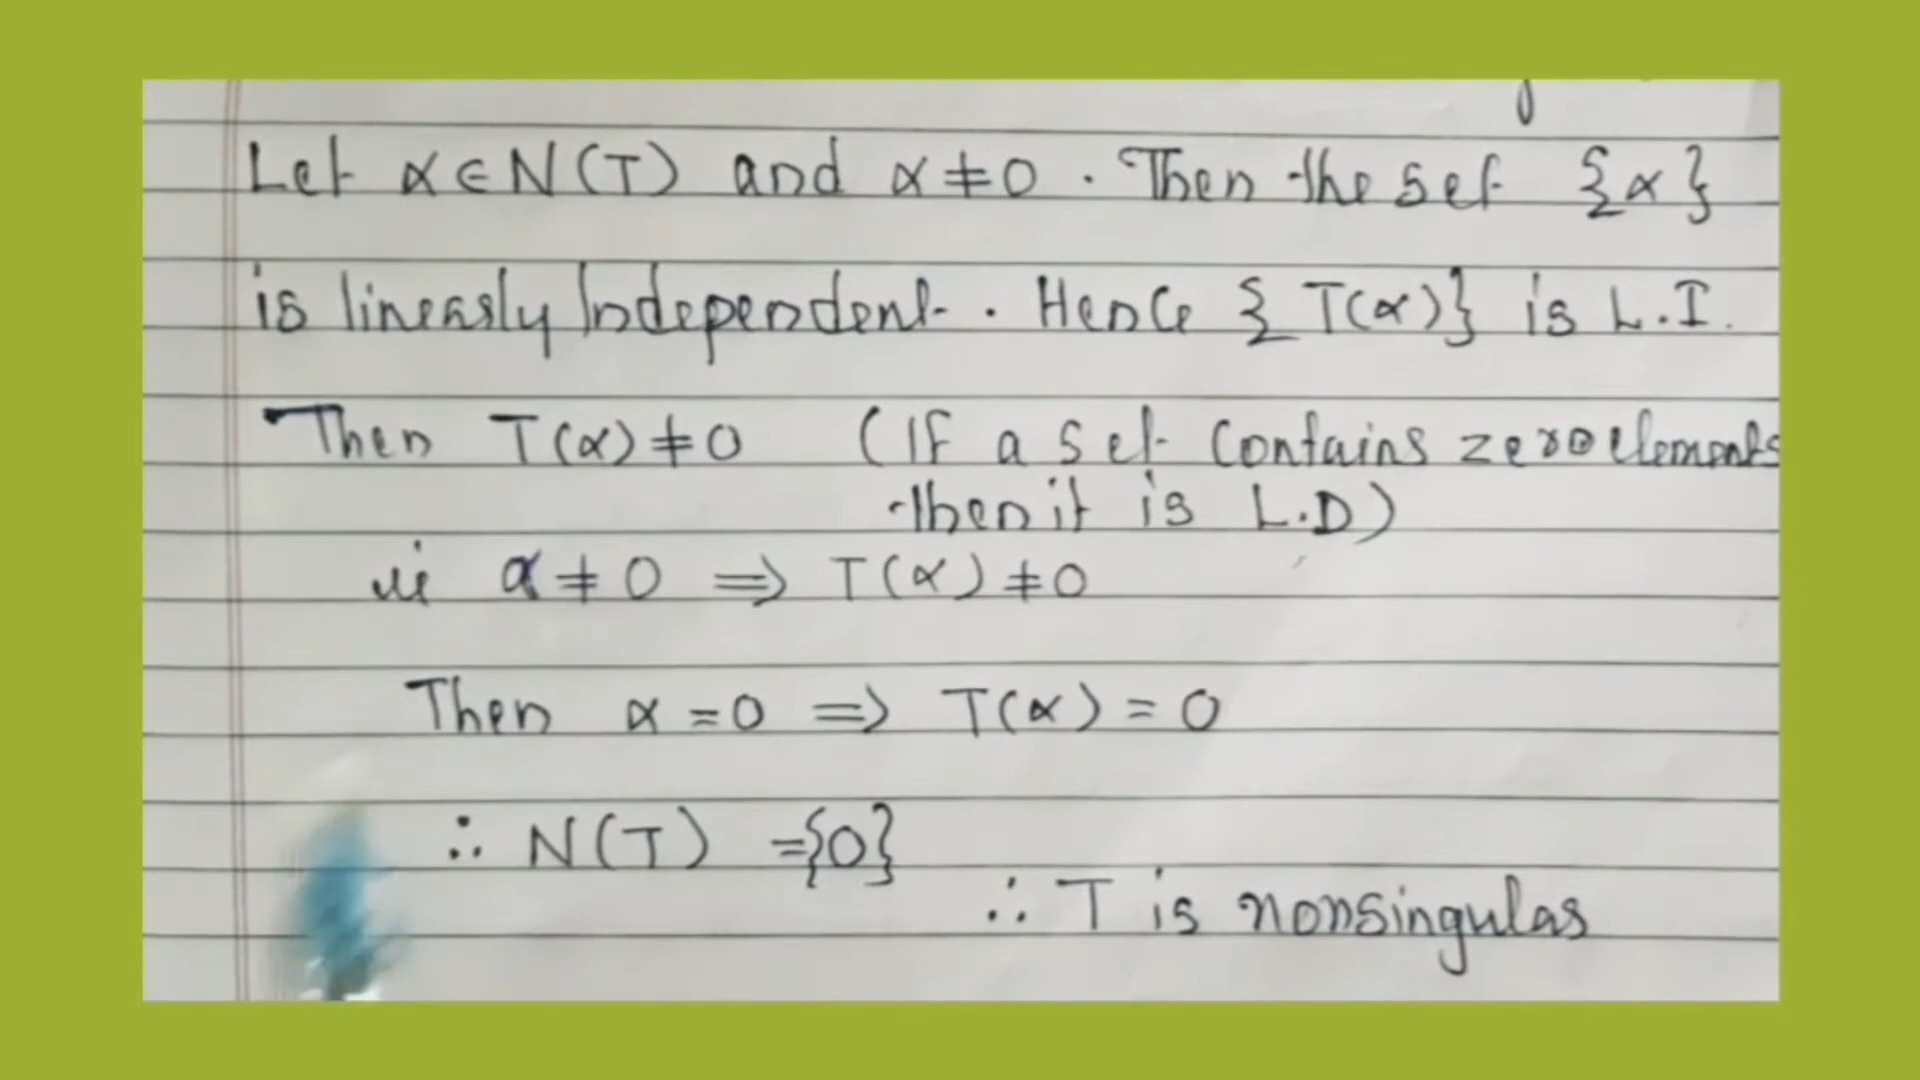 Let α ∈ N(T) and α ≠ 0 . Then the set {α}
is linearly Independent . Hence { T(α)} is L.I.
Then T(α) ≠ 0 (If a set contains zero elements
then it is L.D)
ie α ≠ 0 ⇒ T(α) ≠ 0
Then α = 0 ⇒ T(α) = 0
∴ N(T) = {0}
∴ T is nonsingular